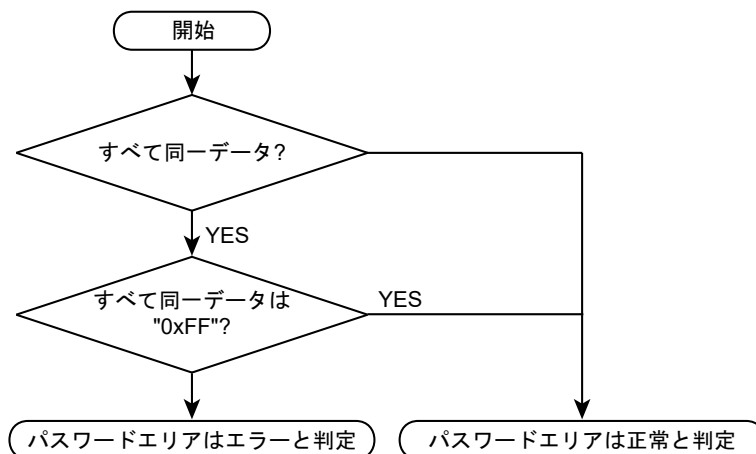 開始
すべて同一データ?
YES
すべて同一データは
"0xFF"?
YES
パスワードエリアはエラーと判定
パスワードエリアは正常と判定